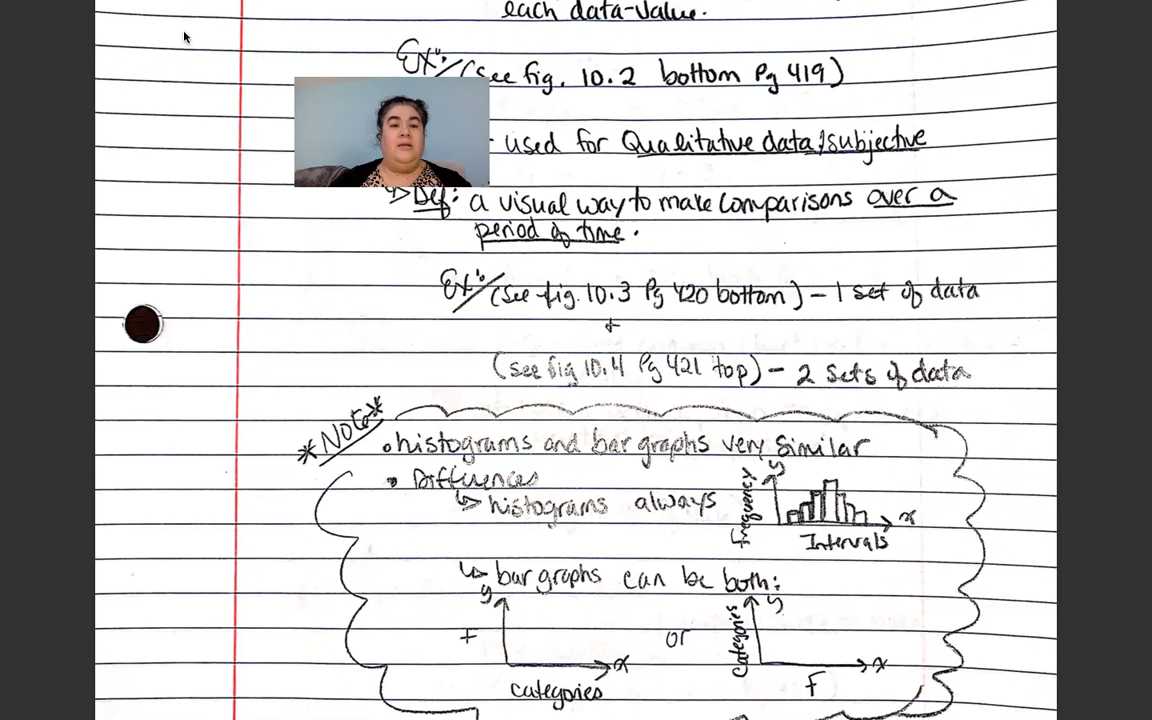 each data-value.
Ex:/ (see fig. 10.2 bottom Pg 419)
- used for Qualitative data/subjective
↳Def: a visual way to make comparisons over a
period of time.
Ex:/ (see fig. 10.3 Pg 420 bottom) - 1 set of data
+
(see fig 10.4 Pg 421 top) - 2 sets of data
*Note*
• histograms and bar graphs very similar
• Differences
↳ histograms always
y
Frequency
x
Intervals
↳ bar graphs can be both:
y
f
x
categories
or
y
Categories
x
F